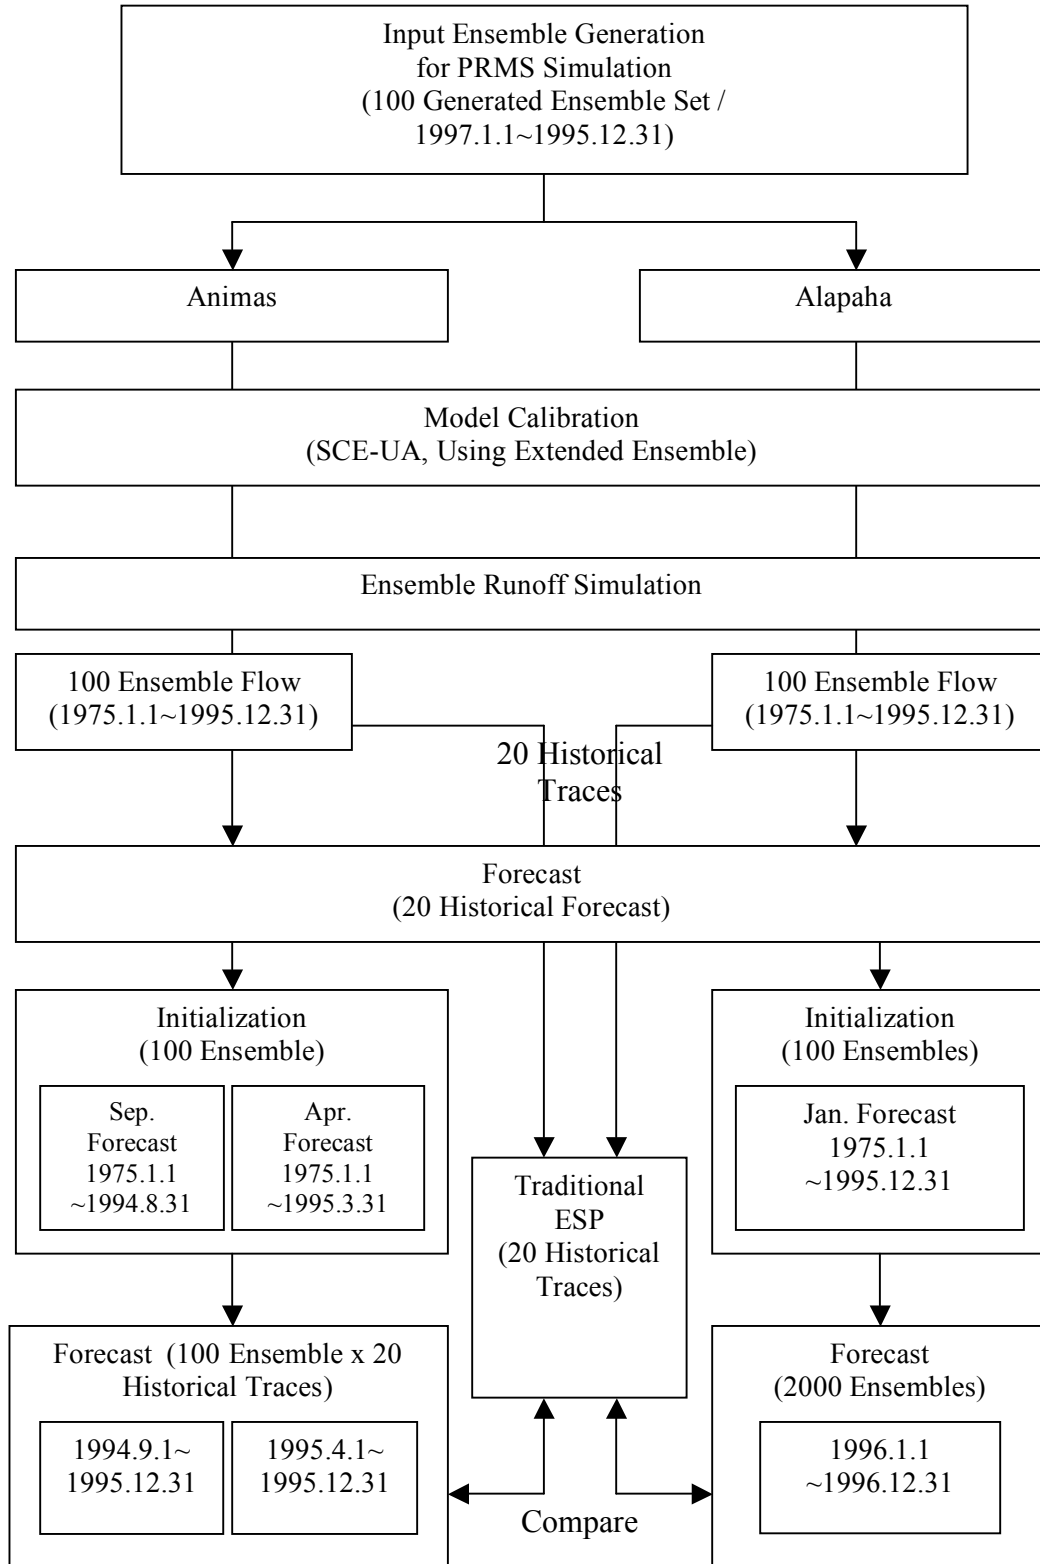 Input Ensemble Generation
for PRMS Simulation
(100 Generated Ensemble Set /
1997.1.1~1995.12.31)
Animas
Alapaha
Model Calibration
(SCE-UA, Using Extended Ensemble)
Ensemble Runoff Simulation
100 Ensemble Flow
(1975.1.1~1995.12.31)
100 Ensemble Flow
(1975.1.1~1995.12.31)
20 Historical
Traces
Forecast
(20 Historical Forecast)
Initialization
(100 Ensemble)
Sep.
Forecast
1975.1.1
~1994.8.31
Apr.
Forecast
1975.1.1
~1995.3.31
Traditional
ESP
(20 Historical
Traces)
Initialization
(100 Ensembles)
Jan. Forecast
1975.1.1
~1995.12.31
Forecast (100 Ensemble x 20
Historical Traces)
1994.9.1~
1995.12.31
1995.4.1~
1995.12.31
Compare
Forecast
(2000 Ensembles)
1996.1.1
~1996.12.31